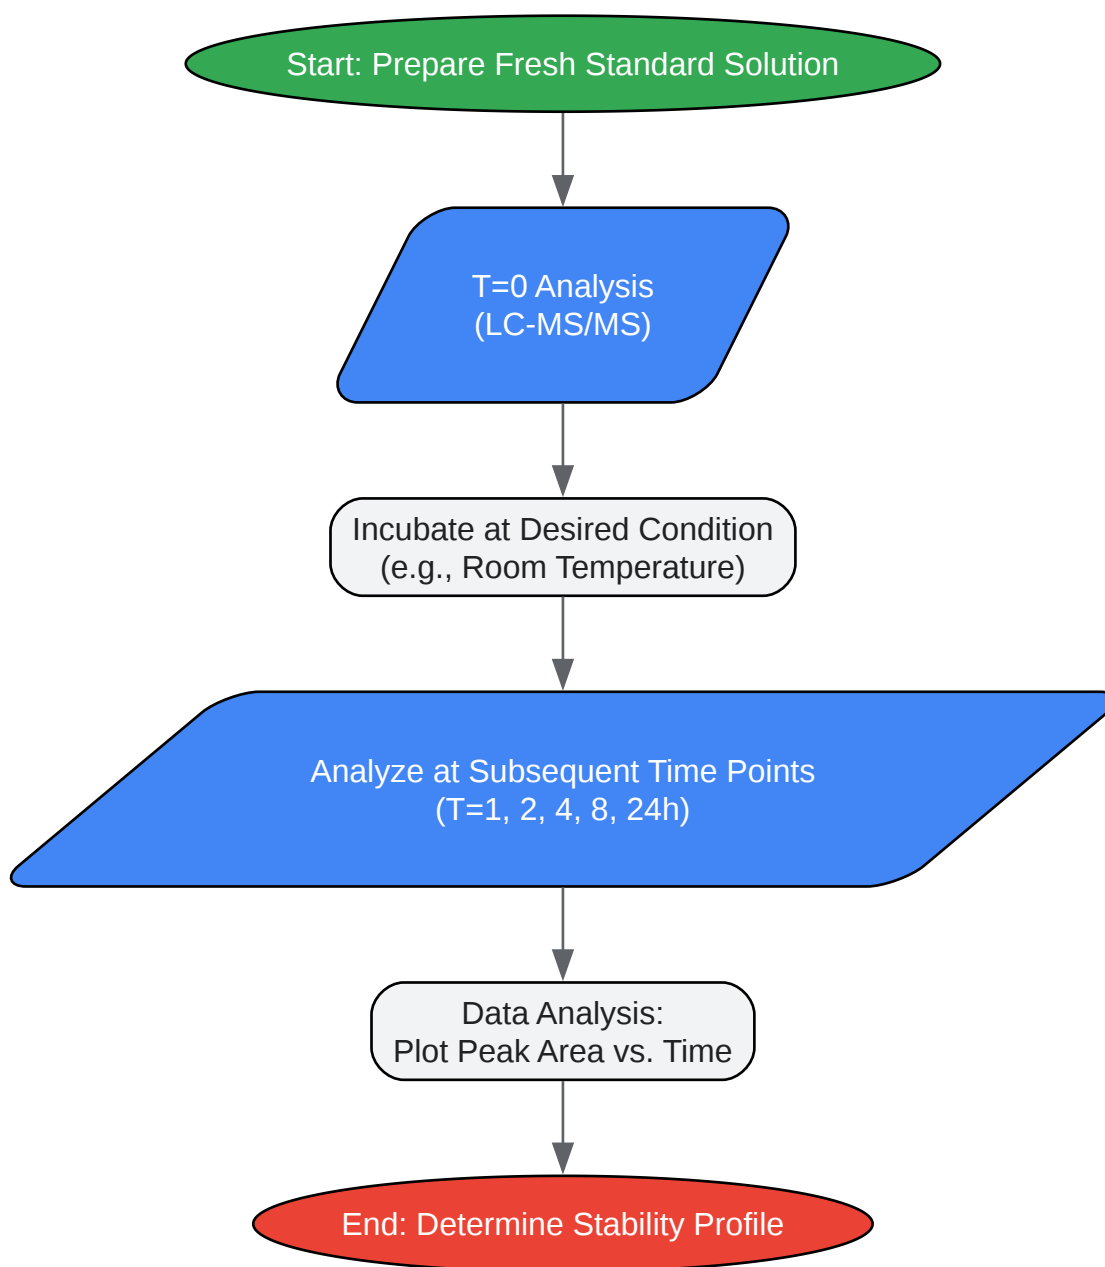 Start: Prepare Fresh Standard Solution
T=0 Analysis
(LC-MS/MS)
Incubate at Desired Condition
(e.g., Room Temperature)
Analyze at Subsequent Time Points
(T=1, 2, 4, 8, 24h)
Data Analysis:
Plot Peak Area vs. Time
End: Determine Stability Profile